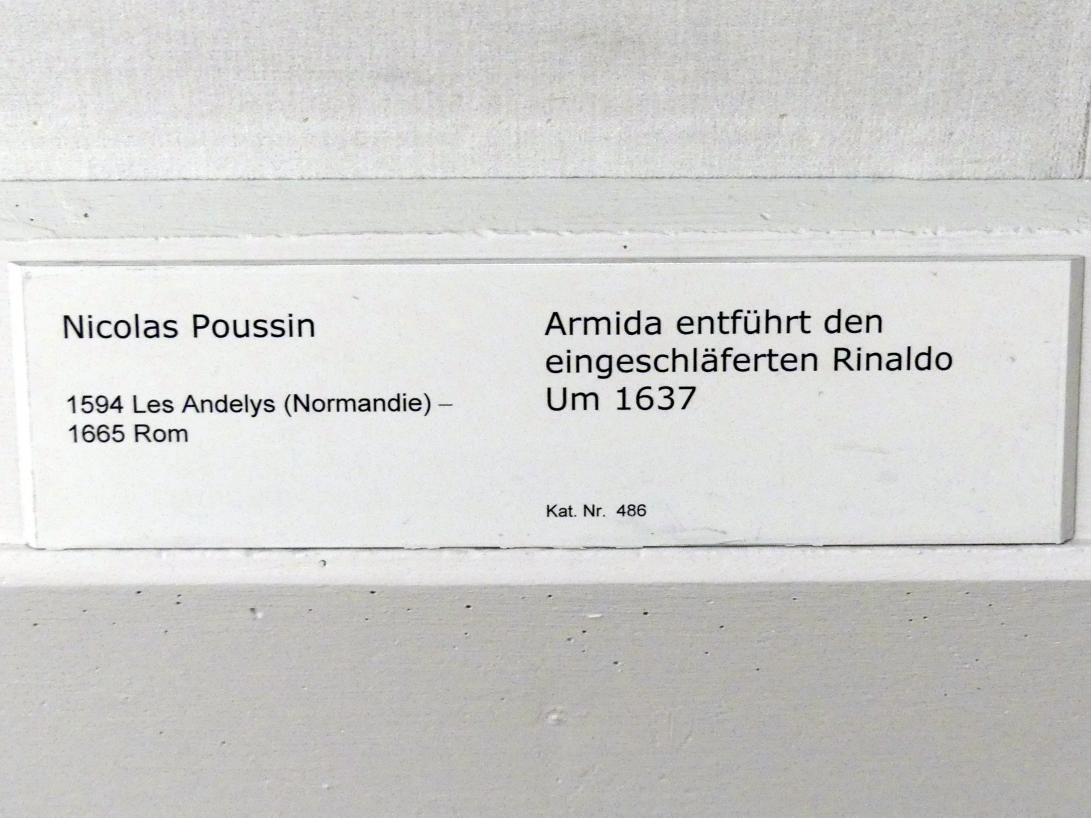 Nicolas Poussin
1594 Les Andelys (Normandie) –
1665 Rom
Armida entführt den
eingeschläferten Rinaldo
Um 1637
Kat. Nr. 486